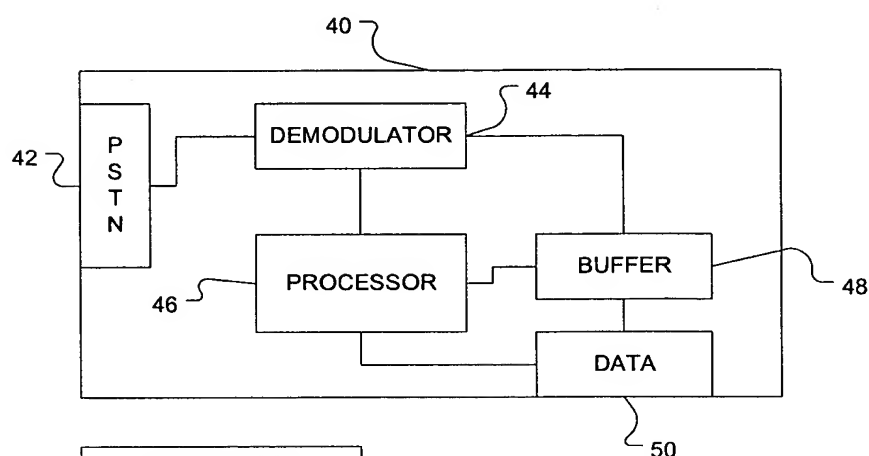 40
44
DEMODULATOR
42
P
S
T
N
PROCESSOR
BUFFER
46
48
DATA
50